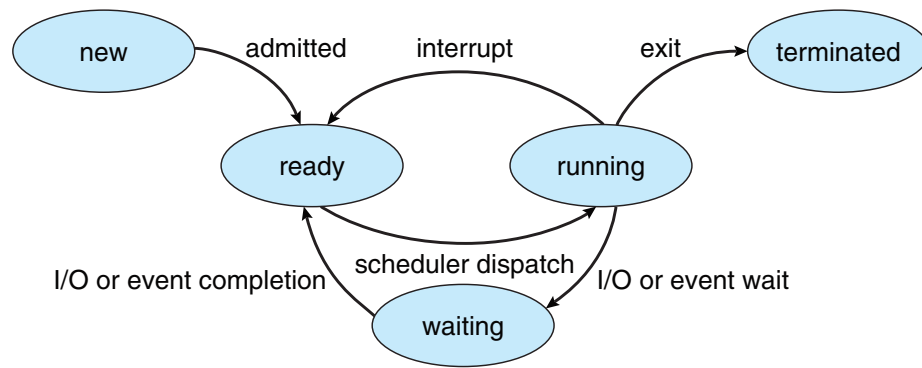 new
admitted
interrupt
exit
terminated
ready
running
I/O or event completion
scheduler dispatch
I/O or event wait
waiting